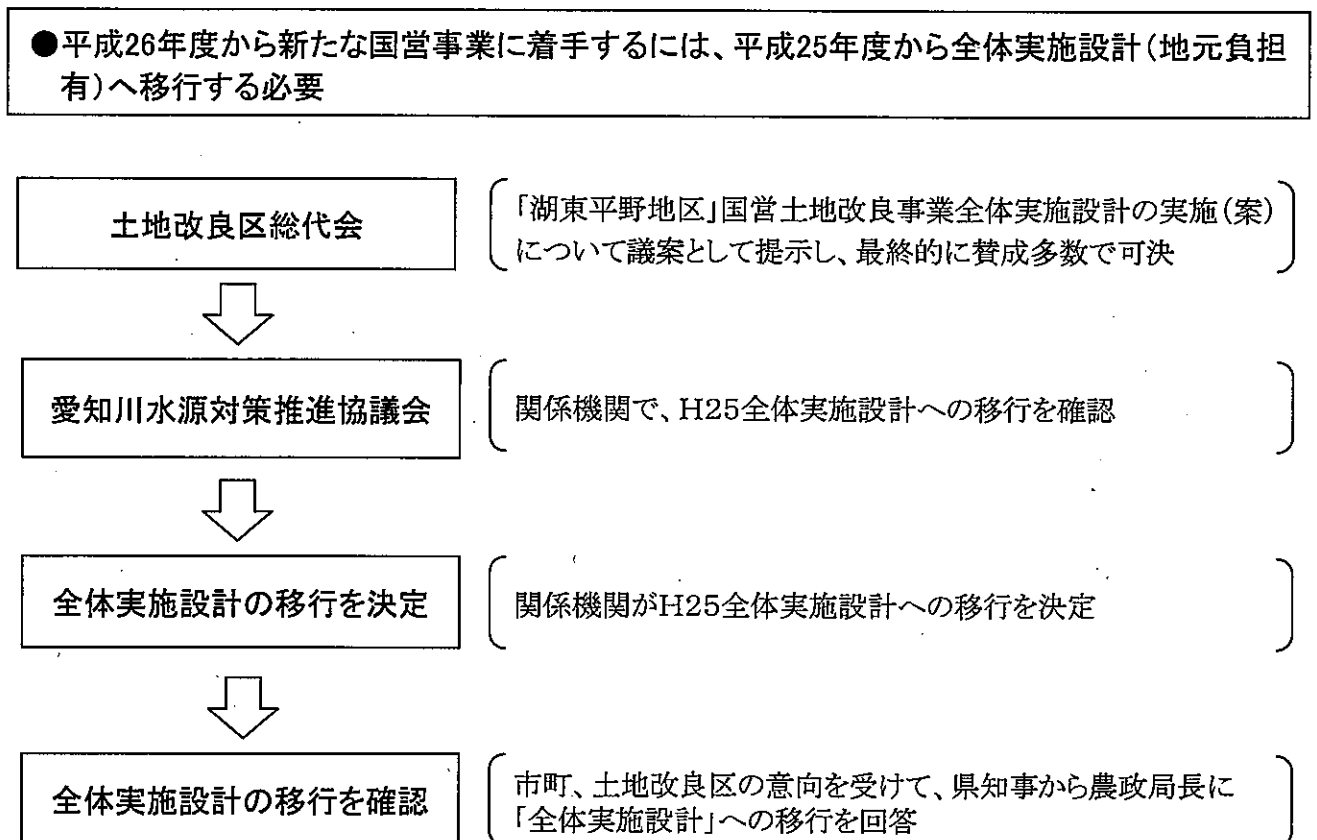 ●平成26年度から新たな国営事業に着手するには、平成25年度から全体実施設計(地元負担
有)へ移行する必要
土地改良区総代会
「湖東平野地区」国営土地改良事業全体実施設計の実施(案)
について議案として提示し、最終的に賛成多数で可決
愛知川水源対策推進協議会
関係機関で、H25全体実施設計への移行を確認
全体実施設計の移行を決定
関係機関がH25全体実施設計への移行を決定
全体実施設計の移行を確認
市町、土地改良区の意向を受けて、県知事から農政局長に
「全体実施設計」への移行を回答